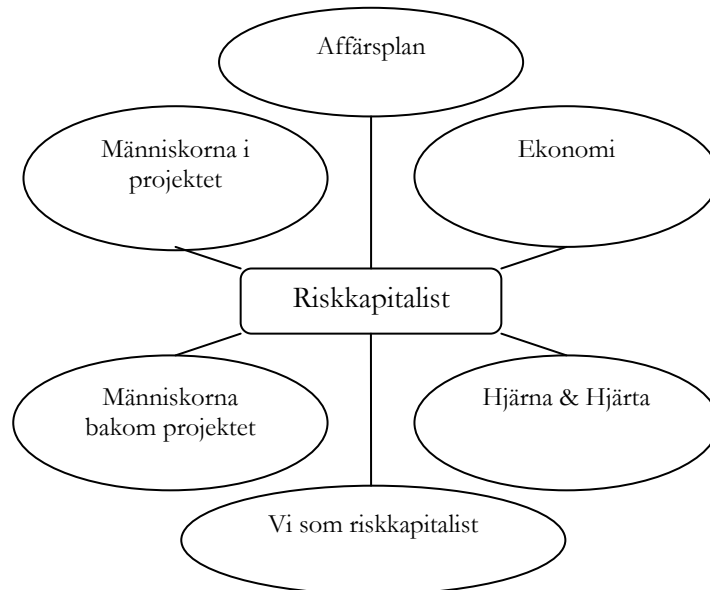 Affärsplan
Människorna i
projektet
Ekonomi
Riskkapitalist
Människorna
bakom projektet
Hjärna & Hjärta
Vi som riskkapitalist